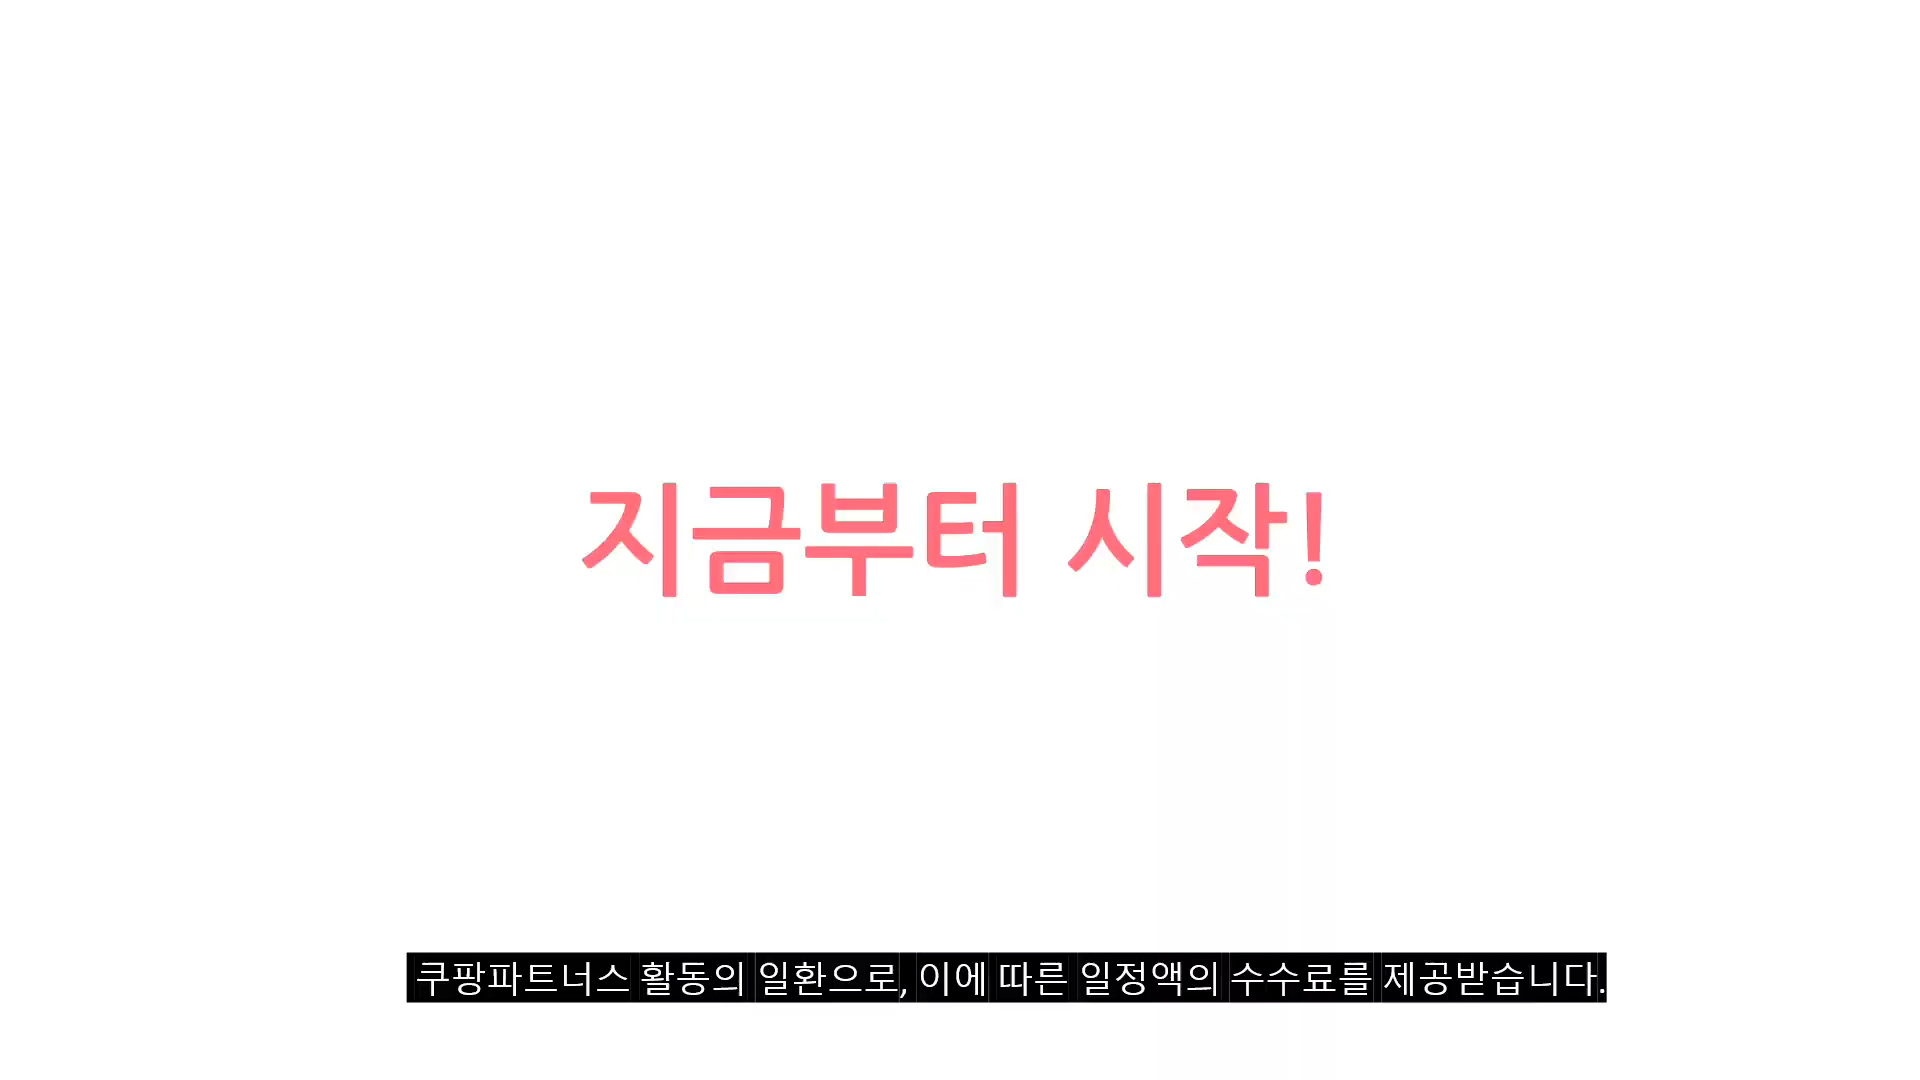 지금부터 시작!
쿠팡파트너스 활동의 일환으로, 이에 따른 일정액의 수수료를 제공받습니다.